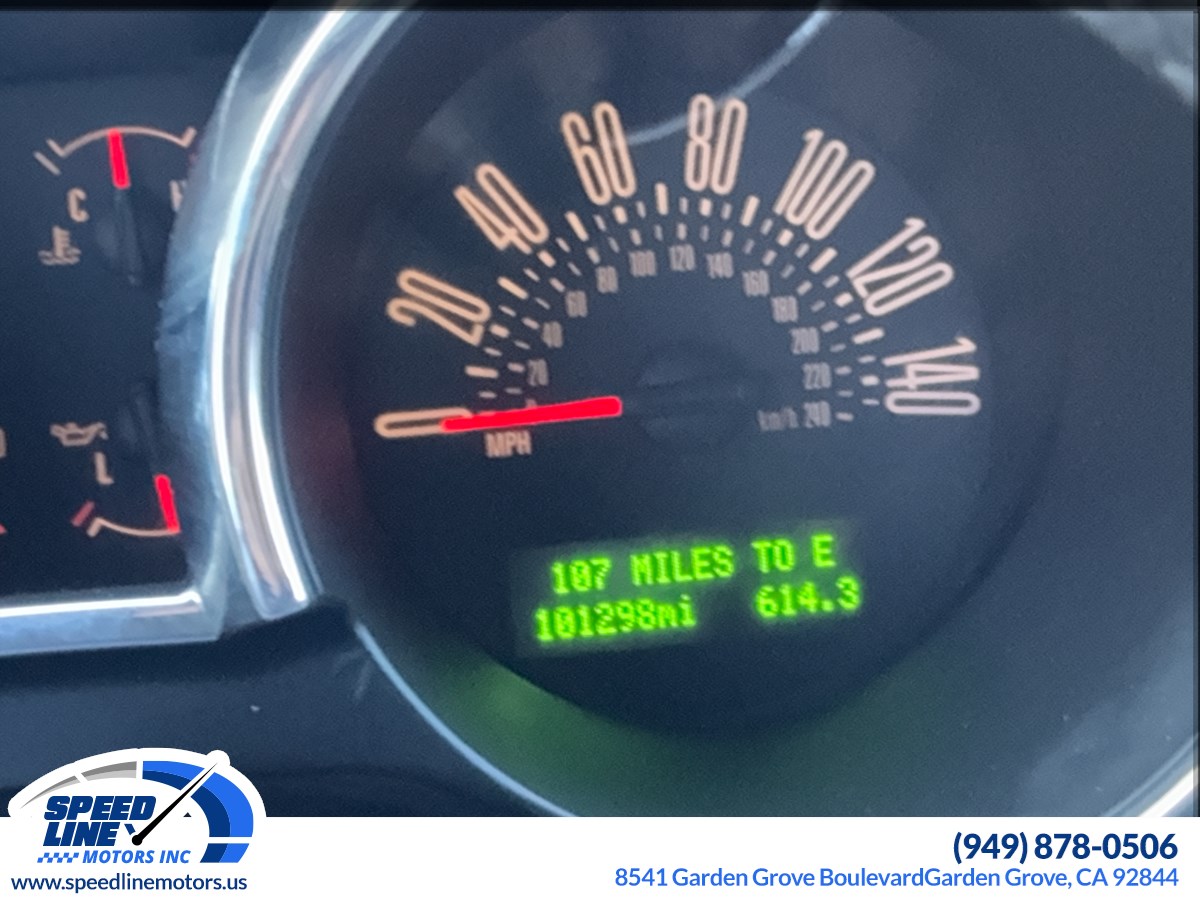 C
H
L
0
20
40
60
80
100
120
140
MPH
20
40
60
80
100
120
140
160
180
200
220
km/h 240
107 MILES TO E
101298mi 614.3
SPEED
LINE
MOTORS INC
www.speedlinemotors.us
(949) 878-0506
8541 Garden Grove BoulevardGarden Grove, CA 92844